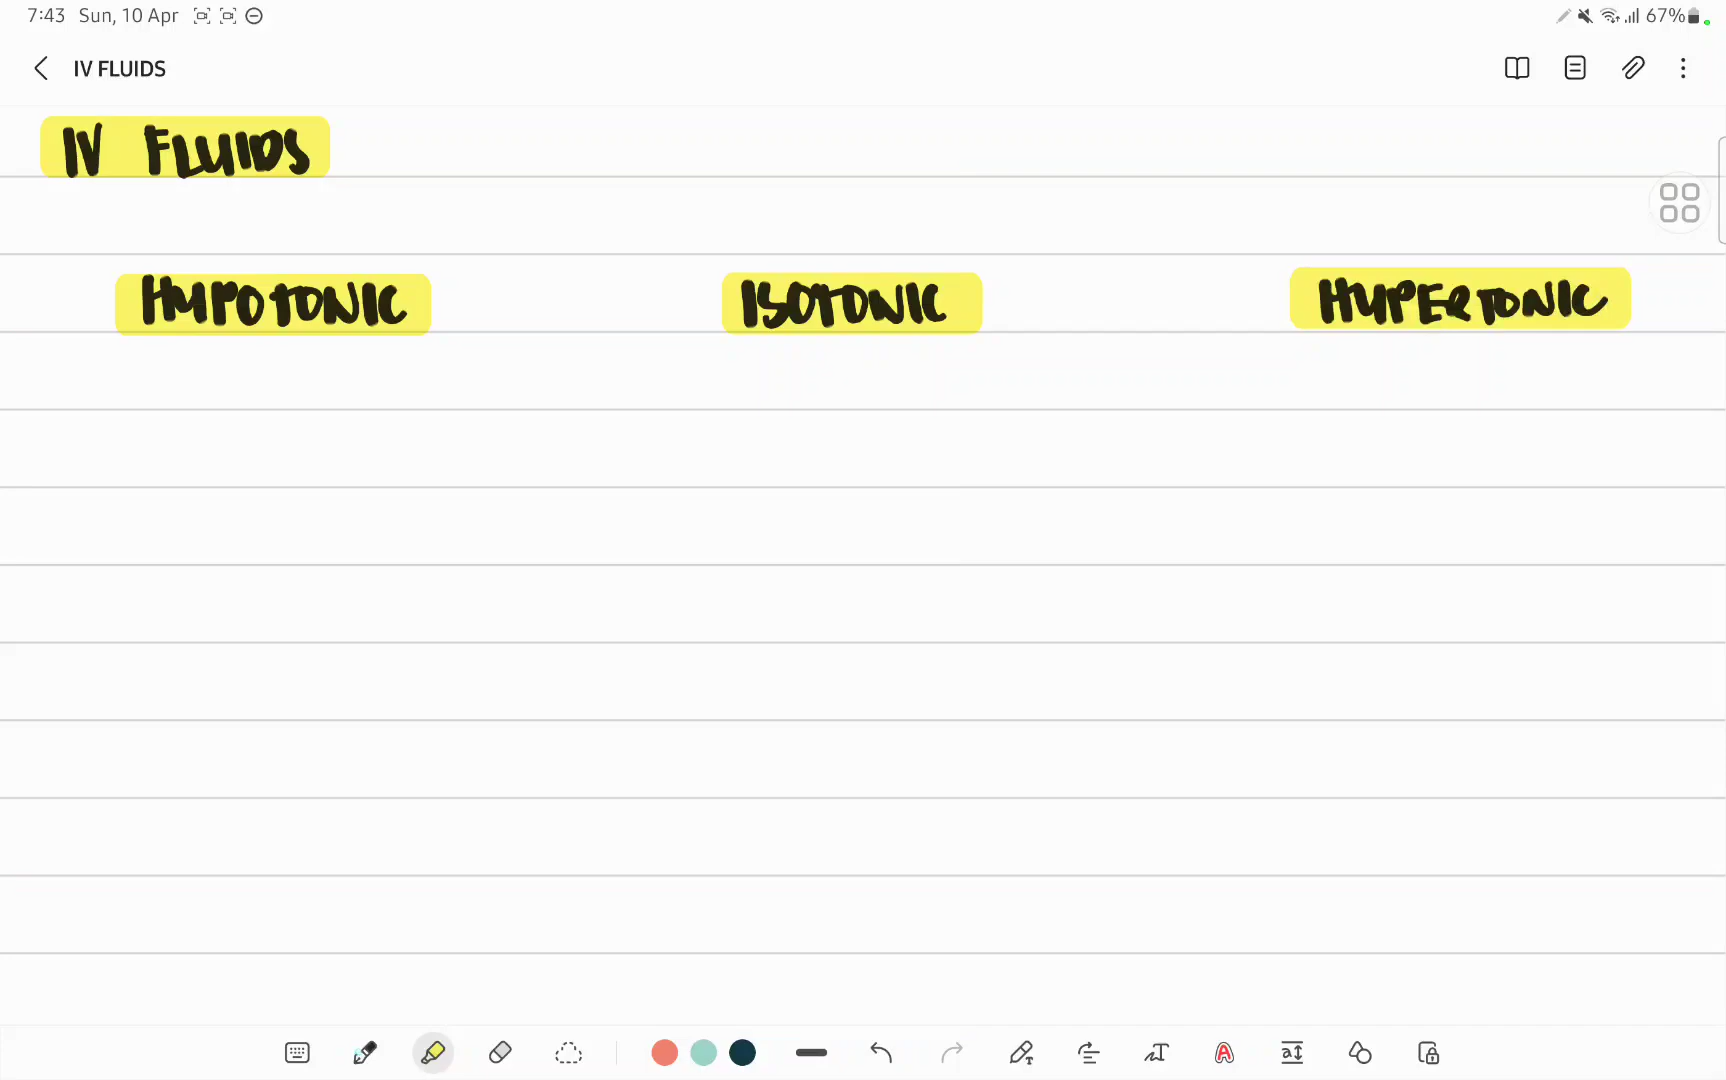 7:43 Sun, 10 Apr 67%
IV FLUIDS
IV FLUIDS
HYPOTONIC ISOTONIC HYPERTONIC